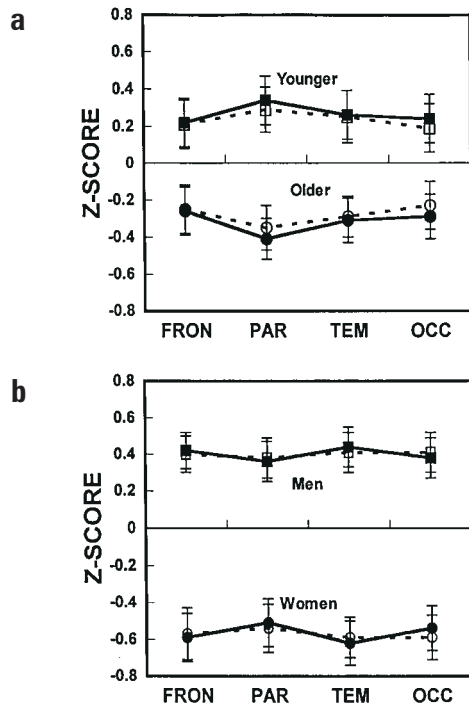 a
0.8
0.6
0.4
0.2
0
-0.2
-0.4
-0.6
-0.8
Z-SCORE
Younger
Older
FRON PAR TEM OCC
b
0.8
0.6
0.4
0.2
0
-0.2
-0.4
-0.6
-0.8
Z-SCORE
Men
Women
FRON PAR TEM OCC